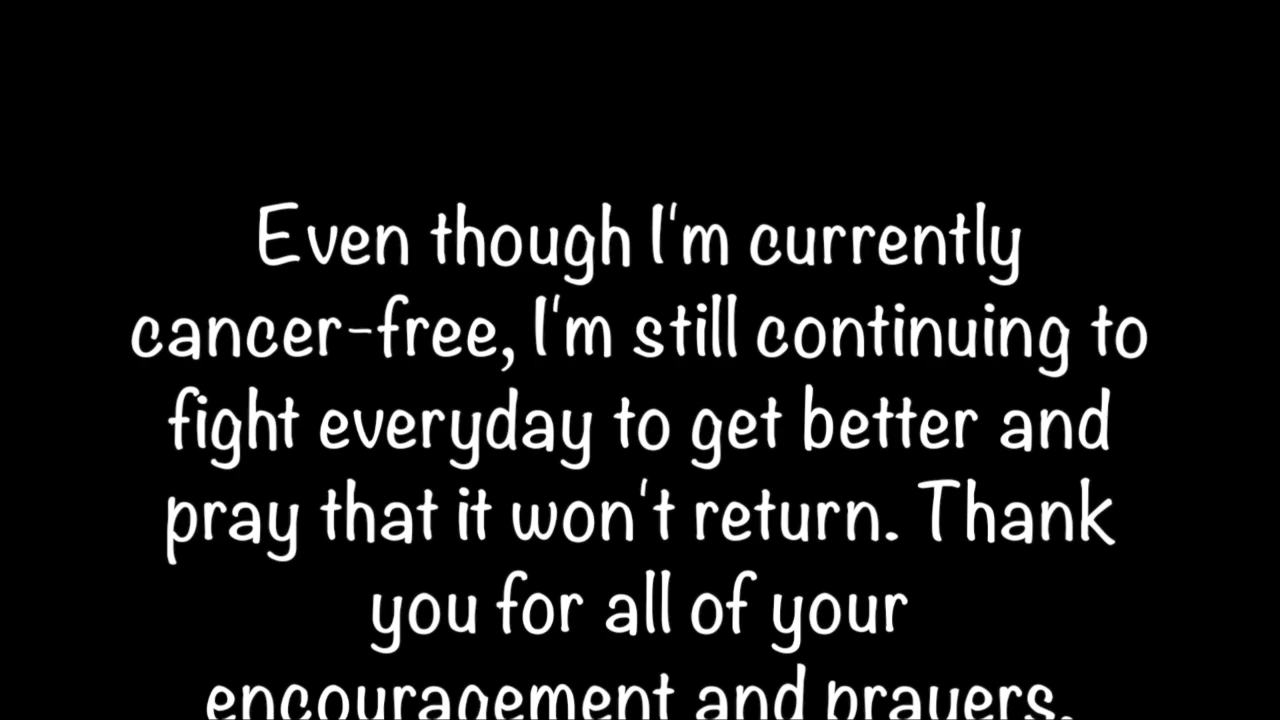 Even though I'm currently
cancer-free, I'm still continuing to
fight everyday to get better and
pray that it won't return. Thank
you for all of your
encouragement and prayers.